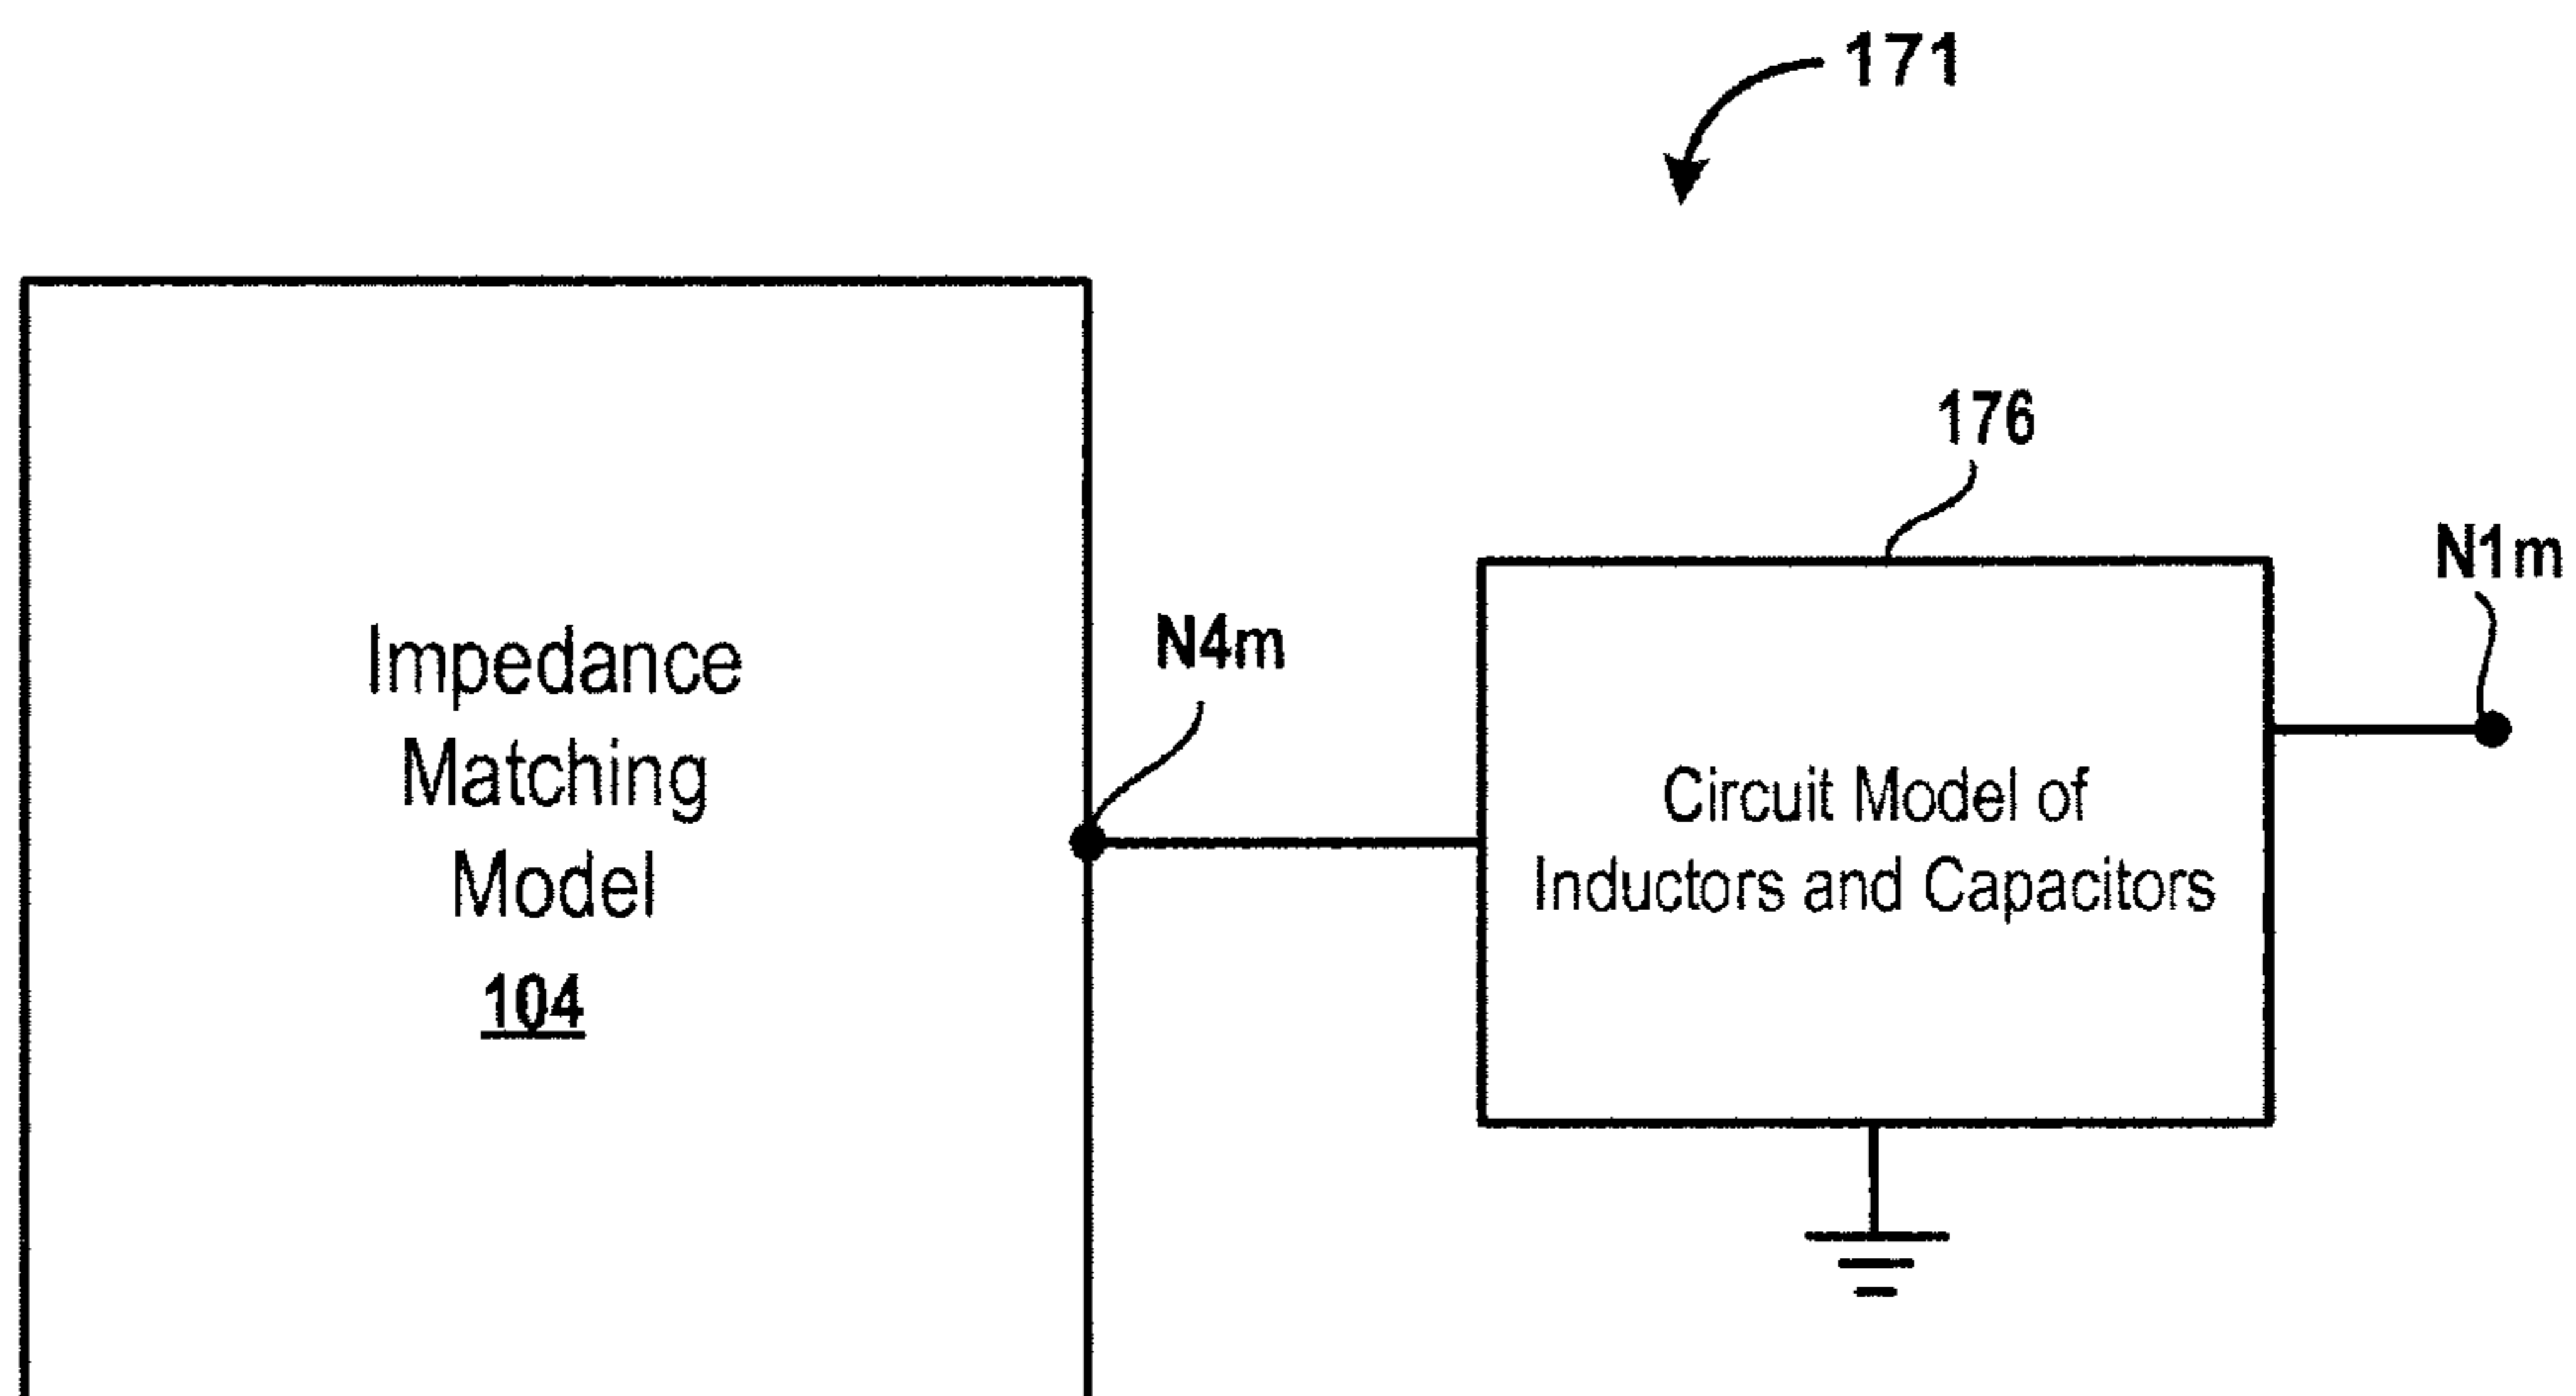 171
176
N1m
N4m
Impedance
Matching
Model
104
Circuit Model of
Inductors and Capacitors